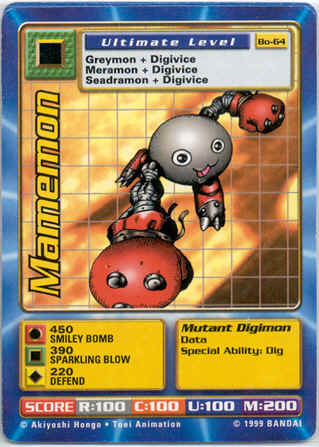 Ultimate Level
Bo-64
Greymon + Digivice
Meramon + Digivice
Seadramon + Digivice
Mamemon
450
SMILEY BOMB
390
SPARKLING BLOW
220
DEFEND
Mutant Digimon
Data
Special Ability: Dig
SCORE R:100 C:100 U:100 M:200
© Akiyoshi Hongo • Toei Animation © 1999 BANDAI